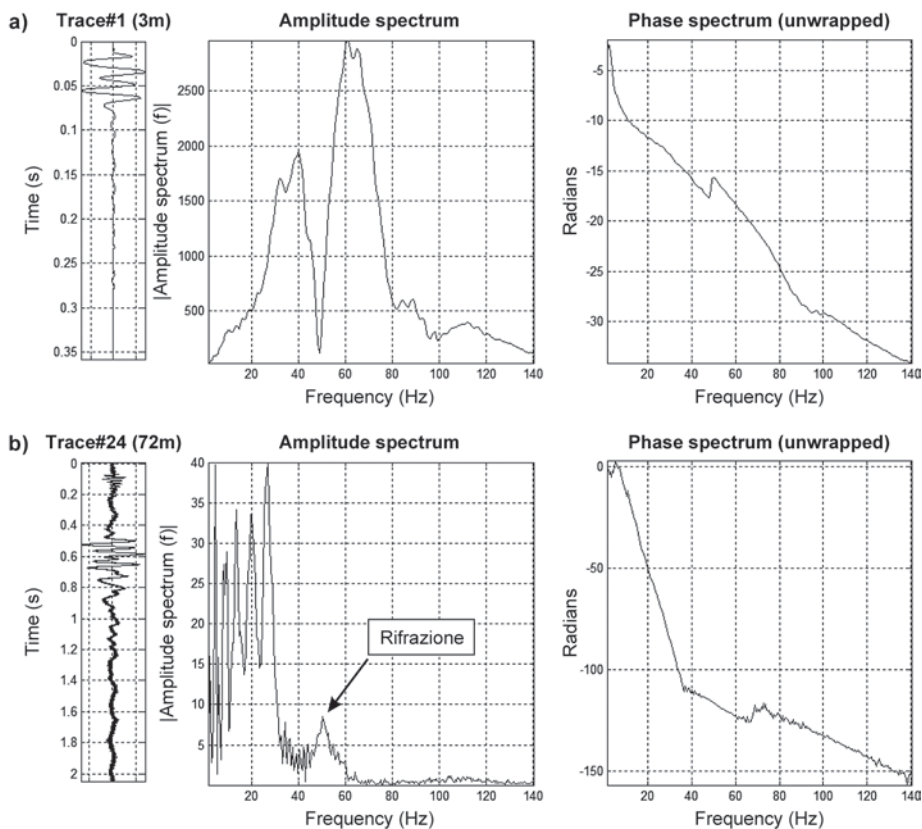 a) Trace#1 (3m) Amplitude spectrum Phase spectrum (unwrapped)
0
0.05
0.1
0.15
0.2
0.25
0.3
0.35
Time (s)
|Amplitude spectrum (f)|
2500
2000
1500
1000
500
20 40 60 80 100 120 140
Frequency (Hz)
Radians
-5
-10
-15
-20
-25
-30
20 40 60 80 100 120 140
Frequency (Hz)
b) Trace#24 (72m) Amplitude spectrum Phase spectrum (unwrapped)
0
0.2
0.4
0.6
0.8
1
1.2
1.4
1.6
1.8
2
Time (s)
|Amplitude spectrum (f)|
40
35
30
25
20
15
10
5
Rifrazione
20 40 60 80 100 120 140
Frequency (Hz)
Radians
0
-50
-100
-150
20 40 60 80 100 120 140
Frequency (Hz)